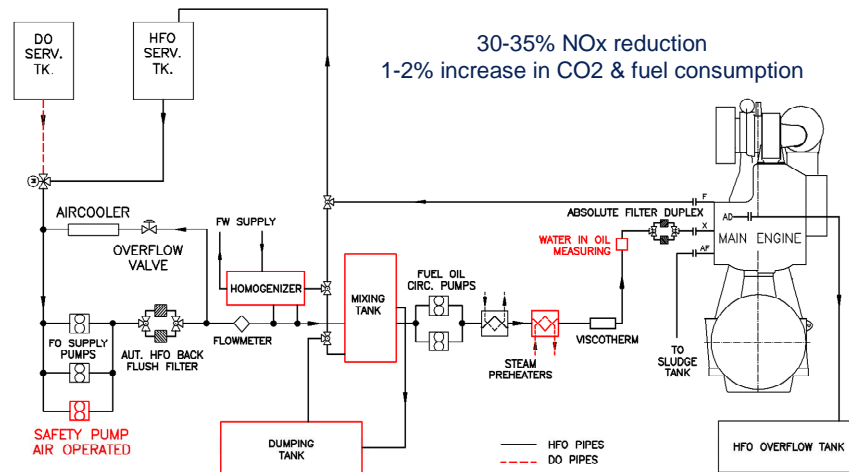 30-35% NOx reduction
1-2% increase in CO2 & fuel consumption
DO
SERV.
TK.
HFO
SERV.
TK.
M
AIRCOOLER
OVERFLOW
VALVE
FW SUPPLY
HOMOGENIZER
MIXING
TANK
FUEL OIL
CIRC. PUMPS
ABSOLUTE FILTER DUPLEX
WATER IN OIL
MEASURING
F
AD
X
MAIN ENGINE
AF
FO SUPPLY
PUMPS
AUT. HFO BACK
FLUSH FILTER
FLOWMETER
STEAM
PREHEATERS
VISCOTHERM
TO
SLUDGE
TANK
SAFETY PUMP
AIR OPERATED
DUMPING
TANK
HFO PIPES
DO PIPES
HFO OVERFLOW TANK